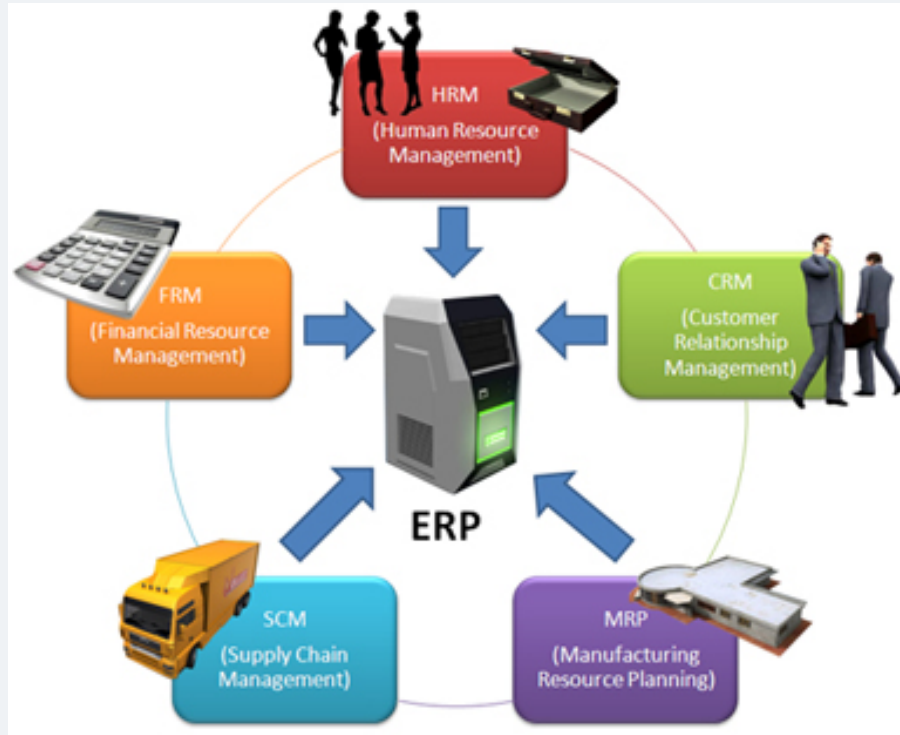 HRM
(Human Resource
Management)
FRM
(Financial Resource
Management)
CRM
(Customer
Relationship
Management)
ERP
SCM
(Supply Chain
Management)
MRP
(Manufacturing
Resource Planning)